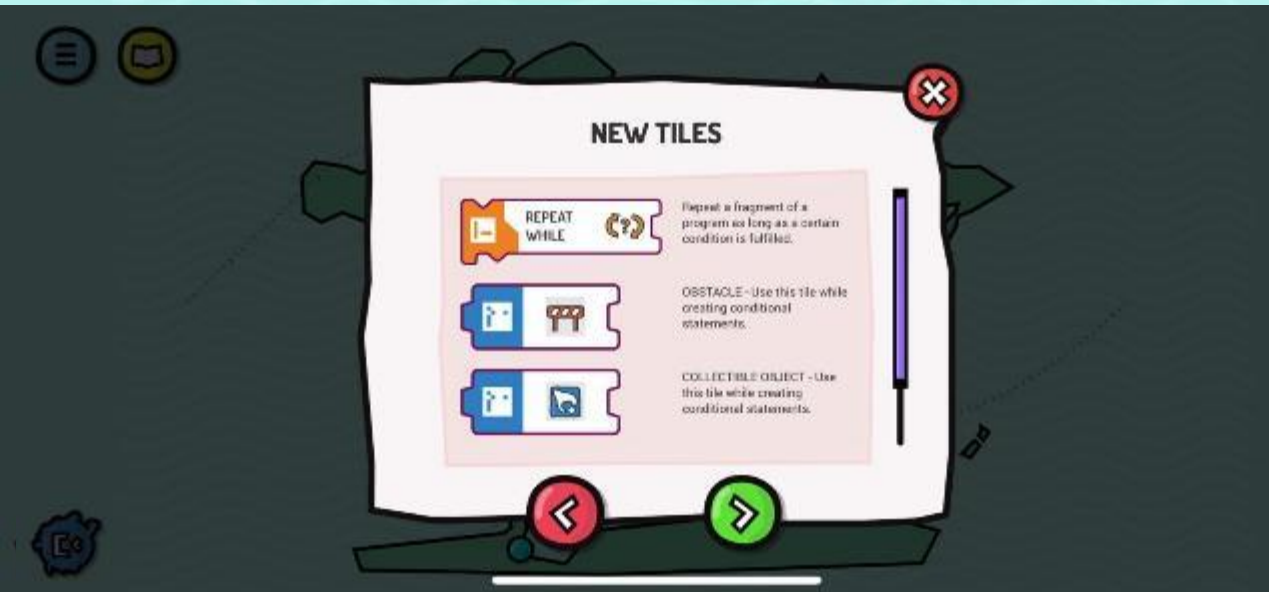 NEW TILES
REPEAT
WHILE
(?)
Repeat a fragment of a
program as long as a certain
condition is fulfilled.
OBSTACLE - Use this tile while
creating conditional
statements.
COLLECTIBLE OBJECT - Use
this tile while creating
conditional statements.